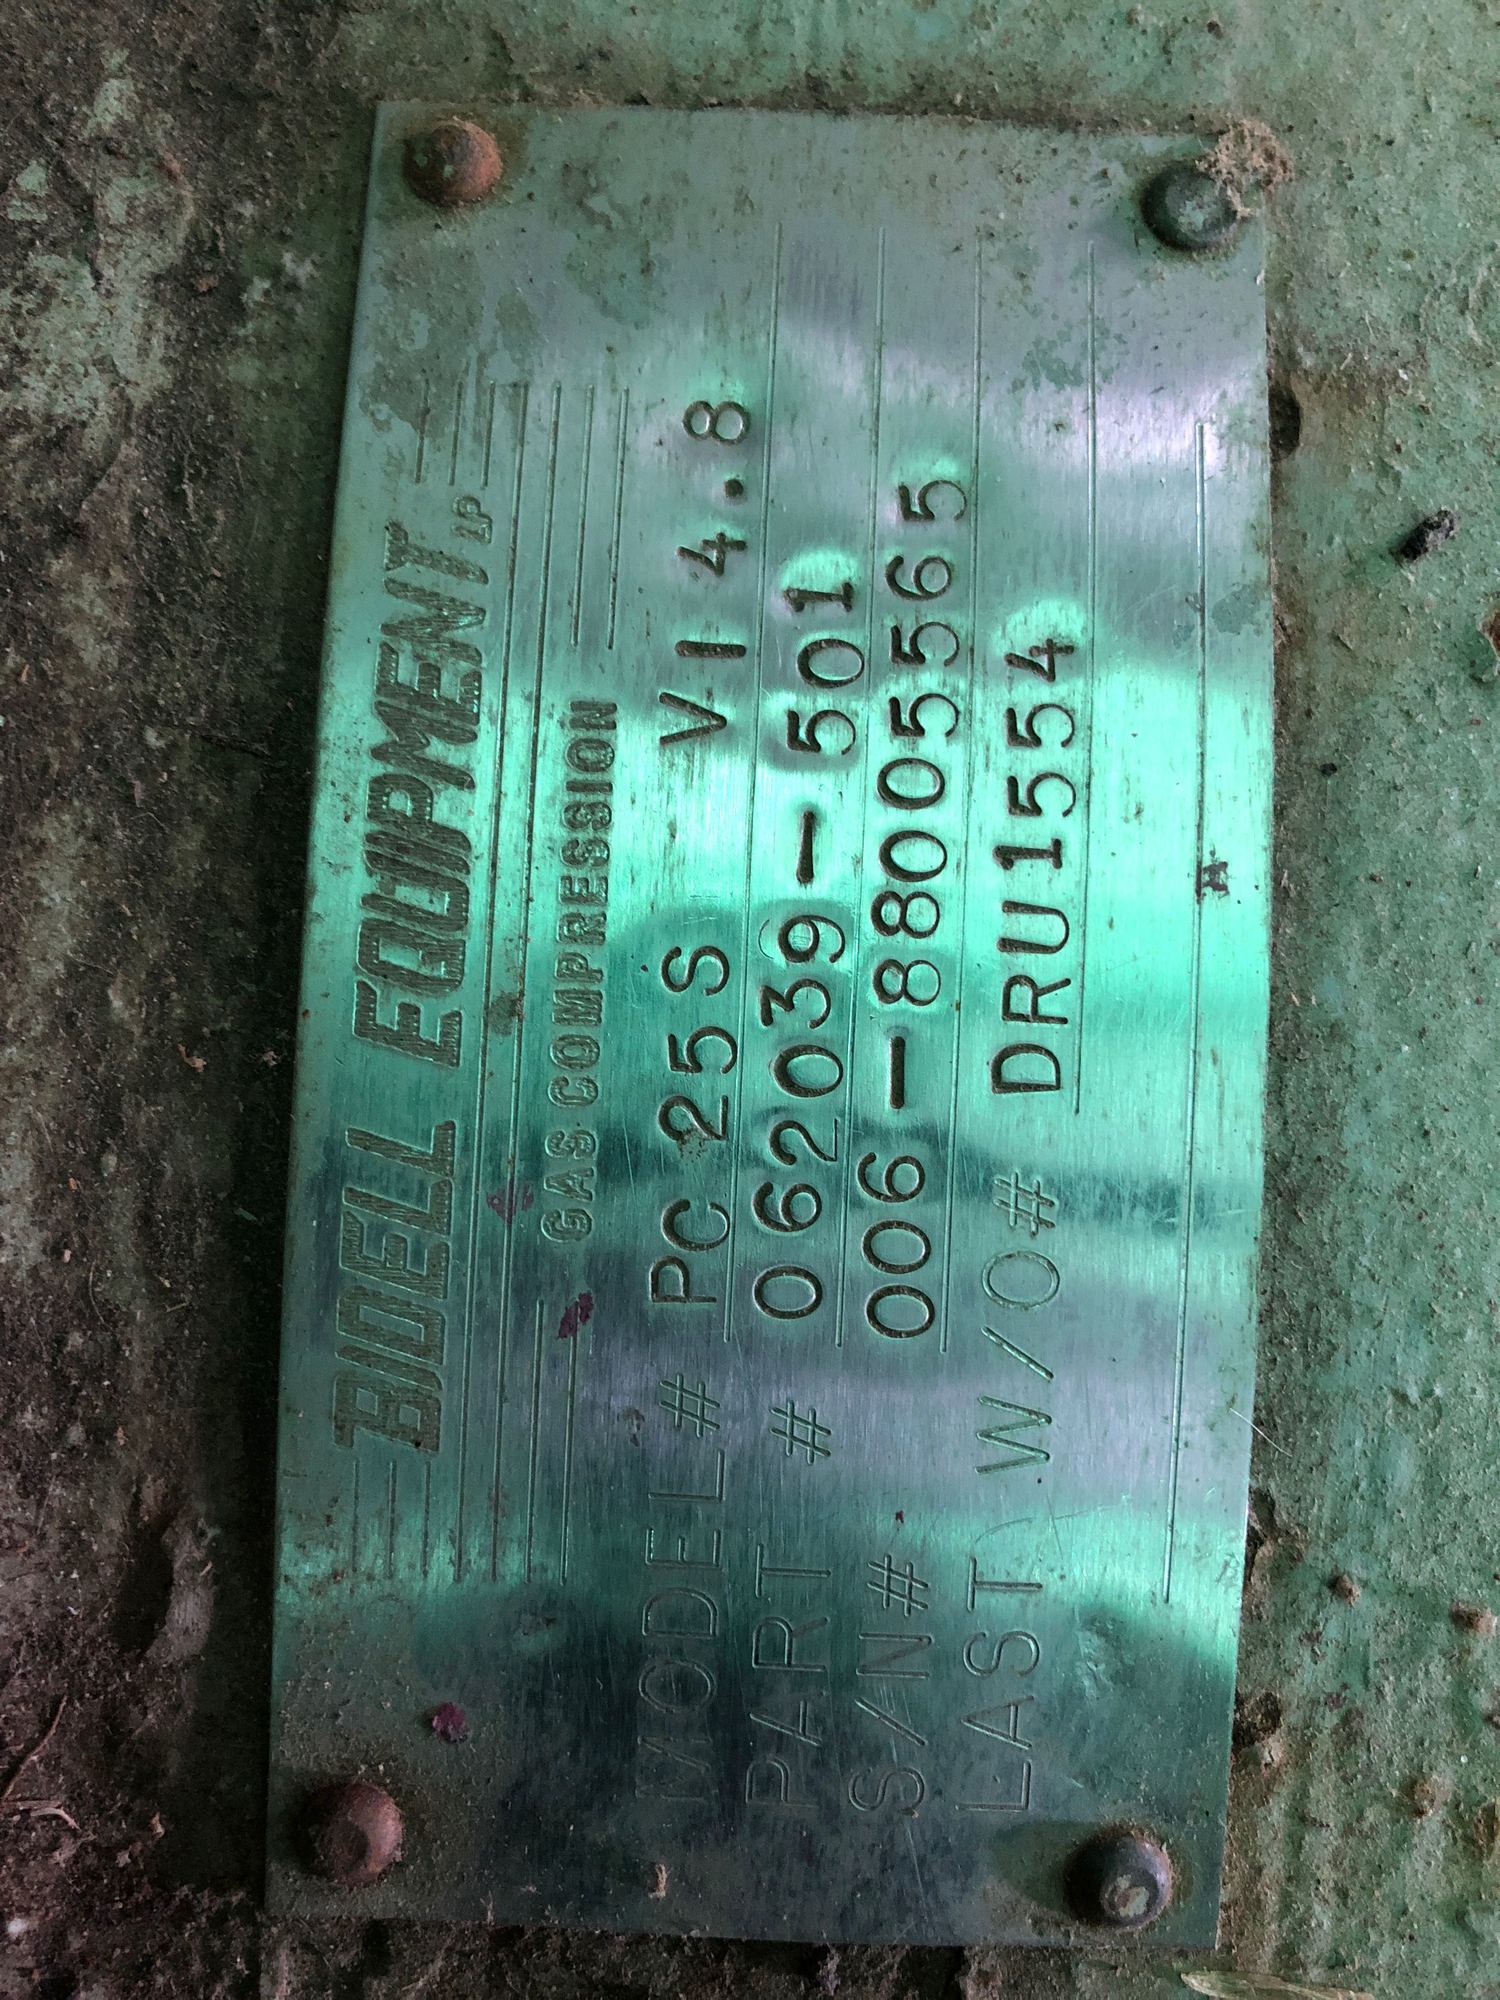 BIDELL EQUIPMENT LP
GAS COMPRESSION
MODEL# PC 25S VI 4.8
PART # 062039-501
S/N# 006-88005565
LAST W/O# DRU1554